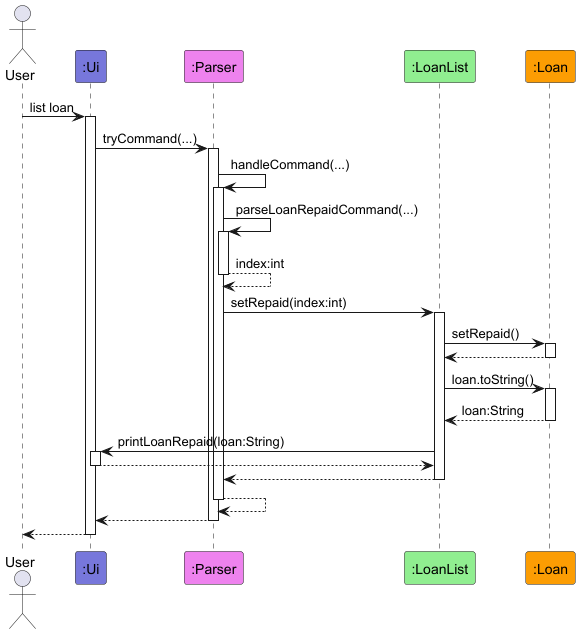 User
:Ui
:Parser
:LoanList
:Loan
list loan
tryCommand(...)
handleCommand(...)
parseLoanRepaidCommand(...)
index:int
setRepaid(index:int)
setRepaid()
loan.toString()
loan:String
printLoanRepaid(loan:String)
User
:Ui
:Parser
:LoanList
:Loan